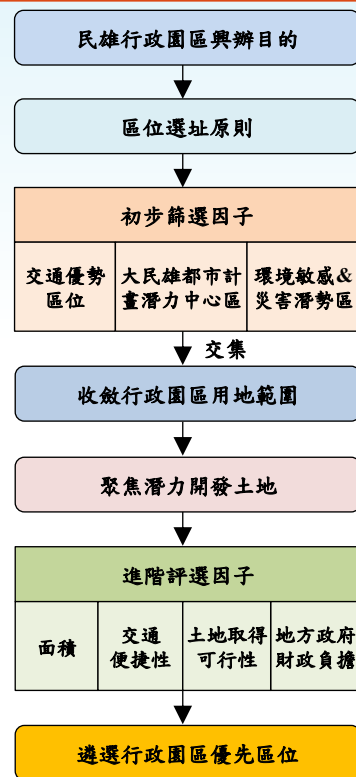 民雄行政園區興辦目的
區位選址原則
初步篩選因子
交通優勢
區位
大民雄都市計
畫潛力中心區
環境敏感&
災害潛勢區
交集
收斂行政園區用地範圍
聚焦潛力開發土地
進階評選因子
面積
交通
便捷性
土地取得
可行性
地方政府
財政負擔
遴選行政園區優先區位